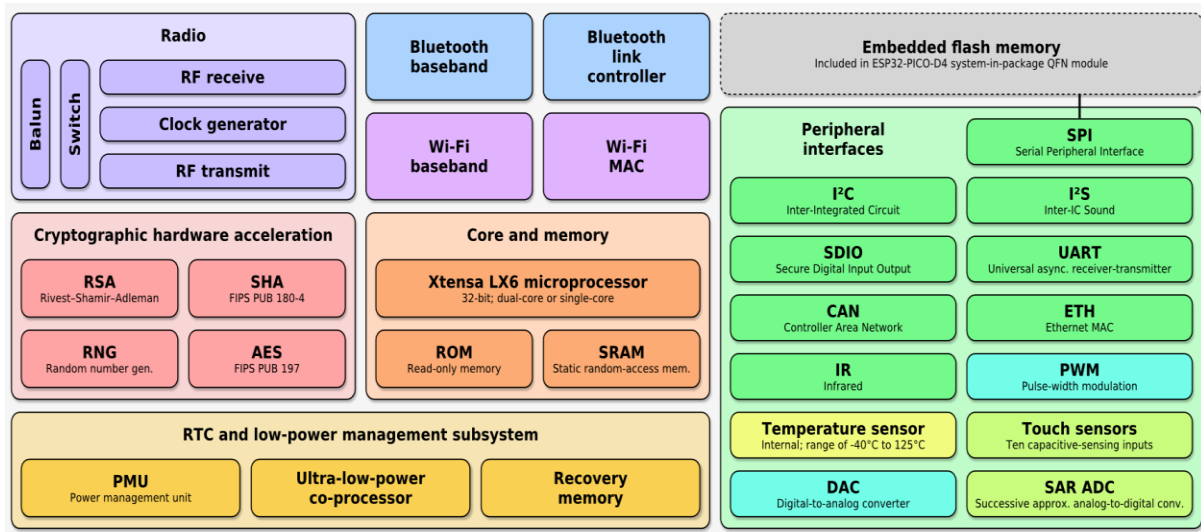 Radio
Balun
Switch
RF receive
Clock generator
RF transmit
Bluetooth
baseband
Bluetooth
link
controller
Wi-Fi
baseband
Wi-Fi
MAC
Embedded flash memory
Included in ESP32-PICO-D4 system-in-package QFN module
Cryptographic hardware acceleration
RSA
Rivest–Shamir–Adleman
SHA
FIPS PUB 180-4
RNG
Random number gen.
AES
FIPS PUB 197
Core and memory
Xtensa LX6 microprocessor
32-bit; dual-core or single-core
ROM
Read-only memory
SRAM
Static random-access mem.
RTC and low-power management subsystem
PMU
Power management unit
Ultra-low-power
co-processor
Recovery
memory
Peripheral
interfaces
SPI
Serial Peripheral Interface
I²C
Inter-Integrated Circuit
I²S
Inter-IC Sound
SDIO
Secure Digital Input Output
UART
Universal async. receiver-transmitter
CAN
Controller Area Network
ETH
Ethernet MAC
IR
Infrared
PWM
Pulse-width modulation
Temperature sensor
Internal; range of -40°C to 125°C
Touch sensors
Ten capacitive-sensing inputs
DAC
Digital-to-analog converter
SAR ADC
Successive approx. analog-to-digital conv.